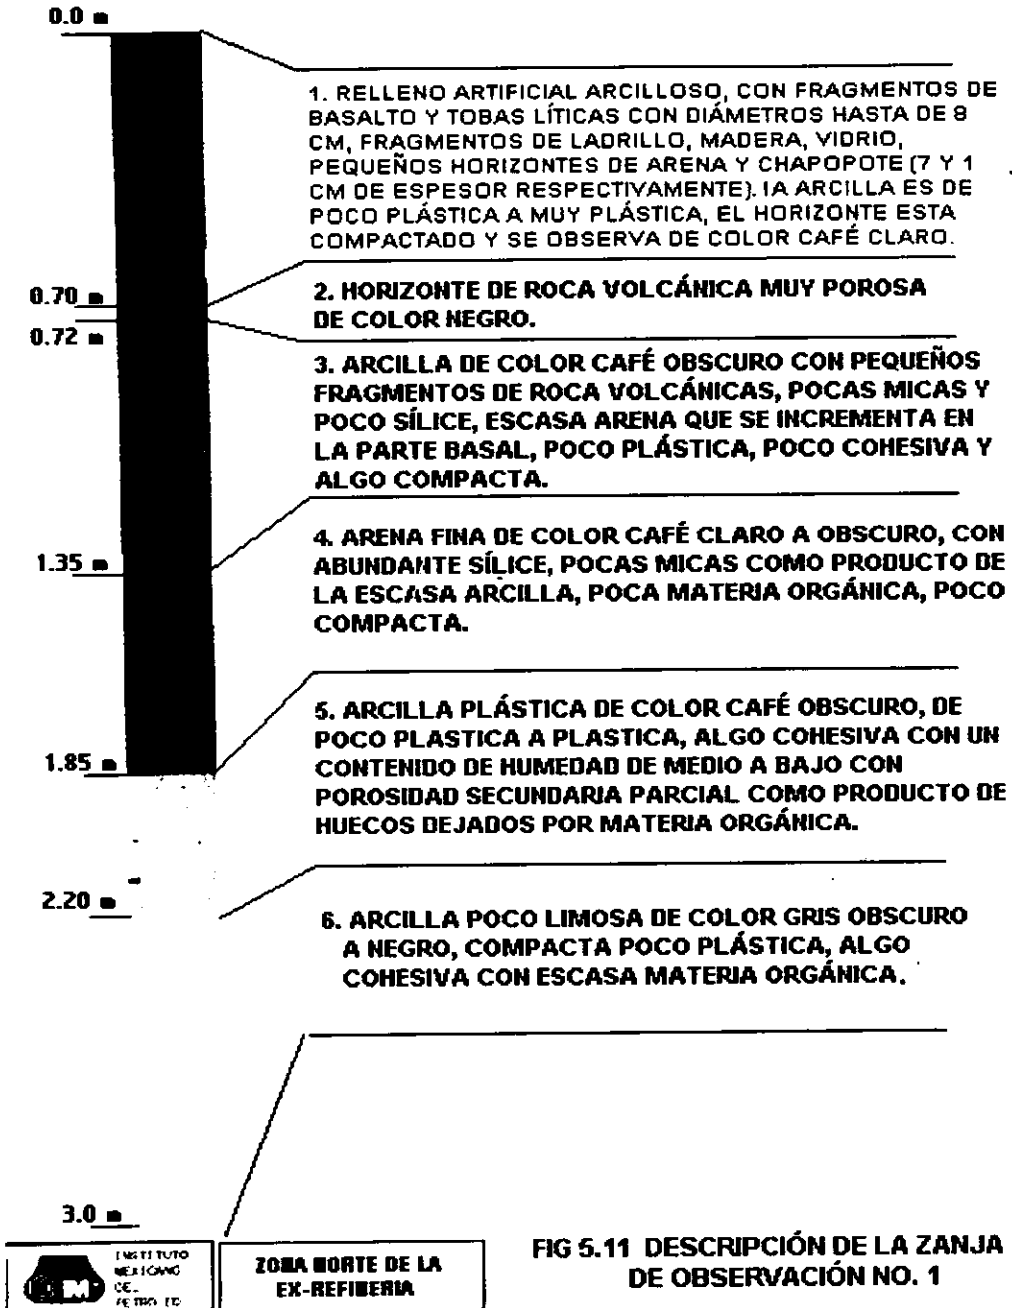 0.0 m
1. RELLENO ARTIFICIAL ARCILLOSO, CON FRAGMENTOS DE
BASALTO Y TOBAS LÍTICAS CON DIÁMETROS HASTA DE 8
CM, FRAGMENTOS DE LADRILLO, MADERA, VIDRIO,
PEQUEÑOS HORIZONTES DE ARENA Y CHAPOPOTE (7 Y 1
CM DE ESPESOR RESPECTIVAMENTE). IA ARCILLA ES DE
POCO PLÁSTICA A MUY PLÁSTICA, EL HORIZONTE ESTA
COMPACTADO Y SE OBSERVA DE COLOR CAFÉ CLARO.
0.70 m
2. HORIZONTE DE ROCA VOLCÁNICA MUY POROSA
DE COLOR NEGRO.
0.72 m
3. ARCILLA DE COLOR CAFÉ OBSCURO CON PEQUEÑOS
FRAGMENTOS DE ROCA VOLCÁNICAS, POCAS MICAS Y
POCO SÍLICE, ESCASA ARENA QUE SE INCREMENTA EN
LA PARTE BASAL, POCO PLÁSTICA, POCO COHESIVA Y
ALGO COMPACTA.
1.35 m
4. ARENA FINA DE COLOR CAFÉ CLARO A OBSCURO, CON
ABUNDANTE SÍLICE, POCAS MICAS COMO PRODUCTO DE
LA ESCASA ARCILLA, POCA MATERIA ORGÁNICA, POCO
COMPACTA.
1.85 m
5. ARCILLA PLÁSTICA DE COLOR CAFÉ OBSCURO, DE
POCO PLASTICA A PLASTICA, ALGO COHESIVA CON UN
CONTENIDO DE HUMEDAD DE MEDIO A BAJO CON
POROSIDAD SECUNDARIA PARCIAL COMO PRODUCTO DE
HUECOS DEJADOS POR MATERIA ORGÁNICA.
2.20 m
6. ARCILLA POCO LIMOSA DE COLOR GRIS OBSCURO
A NEGRO, COMPACTA POCO PLÁSTICA, ALGO
COHESIVA CON ESCASA MATERIA ORGÁNICA.
3.0 m
INSTITUTO
MEXICANO
DEL
ZONA NORTE DE LA
EX-REFINERIA
FIG 5.11 DESCRIPCIÓN DE LA ZANJA
DE OBSERVACIÓN NO. 1